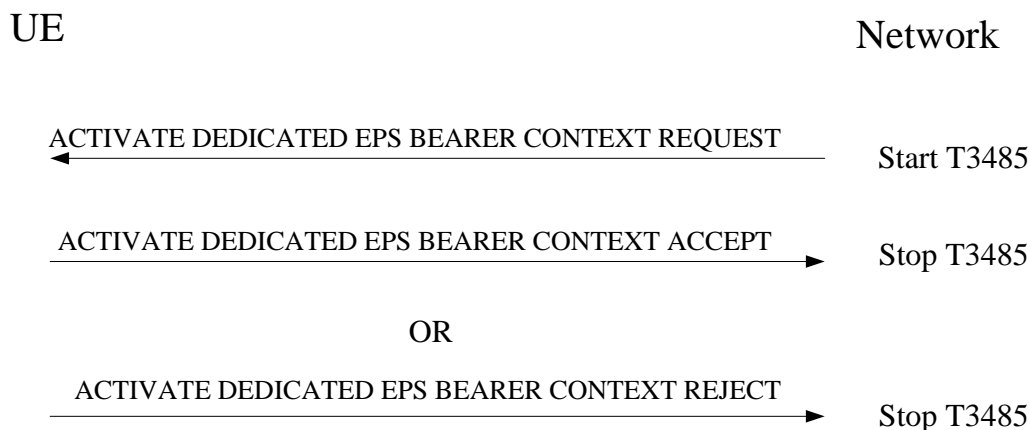 UE
Network
ACTIVATE DEDICATED EPS BEARER CONTEXT REQUEST
Start T3485
ACTIVATE DEDICATED EPS BEARER CONTEXT ACCEPT
Stop T3485
OR
ACTIVATE DEDICATED EPS BEARER CONTEXT REJECT
Stop T3485